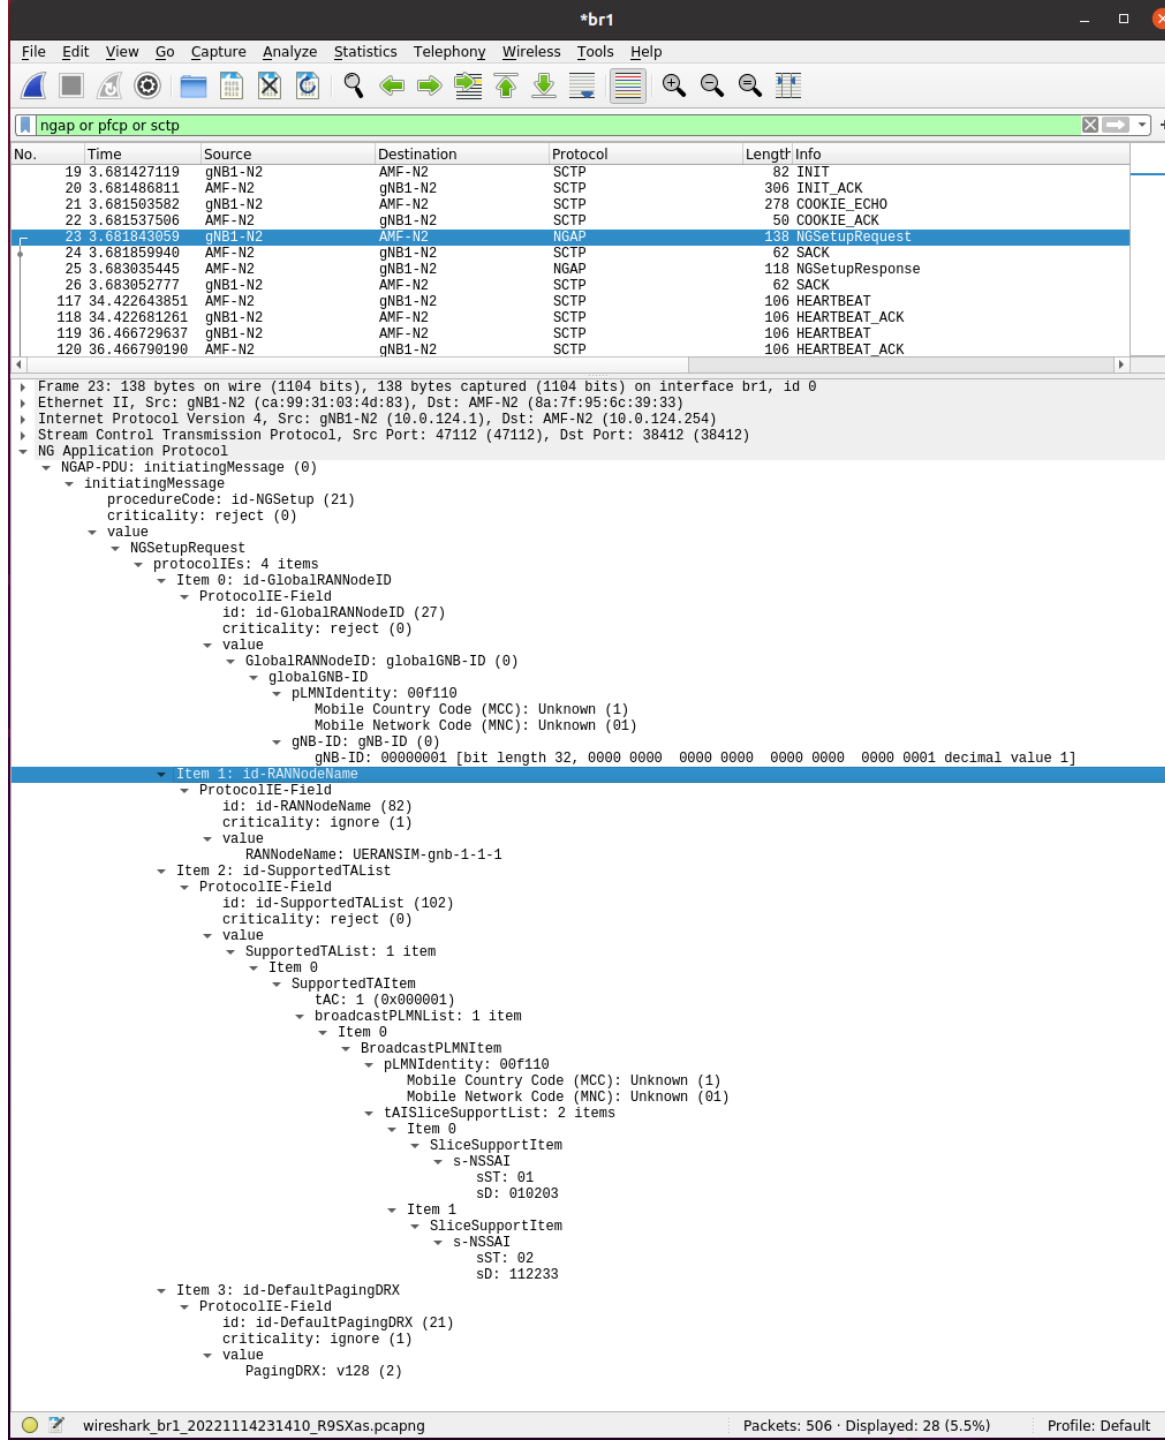 *br1
File Edit View Go Capture Analyze Statistics Telephony Wireless Tools Help
ngap or pfcp or sctp
No. Time Source Destination Protocol Length Info
19 3.681427119 gNB1-N2 AMF-N2 SCTP 82 INIT
20 3.681486811 AMF-N2 gNB1-N2 SCTP 306 INIT_ACK
21 3.681503582 gNB1-N2 AMF-N2 SCTP 278 COOKIE_ECHO
22 3.681537506 AMF-N2 gNB1-N2 SCTP 50 COOKIE_ACK
23 3.681843059 gNB1-N2 AMF-N2 NGAP 138 NGSetupRequest
24 3.681859940 AMF-N2 gNB1-N2 SCTP 62 SACK
25 3.683035445 AMF-N2 gNB1-N2 NGAP 118 NGSetupResponse
26 3.683052777 gNB1-N2 AMF-N2 SCTP 62 SACK
117 34.422643851 AMF-N2 gNB1-N2 SCTP 106 HEARTBEAT
118 34.422681261 gNB1-N2 AMF-N2 SCTP 106 HEARTBEAT_ACK
119 36.466729637 gNB1-N2 AMF-N2 SCTP 106 HEARTBEAT
120 36.466790190 AMF-N2 gNB1-N2 SCTP 106 HEARTBEAT_ACK
Frame 23: 138 bytes on wire (1104 bits), 138 bytes captured (1104 bits) on interface br1, id 0
Ethernet II, Src: gNB1-N2 (ca:99:31:03:4d:83), Dst: AMF-N2 (8a:7f:95:6c:39:33)
Internet Protocol Version 4, Src: gNB1-N2 (10.0.124.1), Dst: AMF-N2 (10.0.124.254)
Stream Control Transmission Protocol, Src Port: 47112 (47112), Dst Port: 38412 (38412)
NG Application Protocol
NGAP-PDU: initiatingMessage (0)
initiatingMessage
procedureCode: id-NGSetup (21)
criticality: reject (0)
value
NGSetupRequest
protocolIEs: 4 items
Item 0: id-GlobalRANNodeID
ProtocolIE-Field
id: id-GlobalRANNodeID (27)
criticality: reject (0)
value
GlobalRANNodeID: globalGNB-ID (0)
globalGNB-ID
pLMNIdentity: 00f110
Mobile Country Code (MCC): Unknown (1)
Mobile Network Code (MNC): Unknown (01)
gNB-ID: gNB-ID (0)
gNB-ID: 00000001 [bit length 32, 0000 0000 0000 0000 0000 0000 0000 0001 decimal value 1]
Item 1: id-RANNodeName
ProtocolIE-Field
id: id-RANNodeName (82)
criticality: ignore (1)
value
RANNodeName: UERANSIM-gnb-1-1-1
Item 2: id-SupportedTAList
ProtocolIE-Field
id: id-SupportedTAList (102)
criticality: reject (0)
value
SupportedTAList: 1 item
Item 0
SupportedTAItem
tAC: 1 (0x000001)
broadcastPLMNList: 1 item
Item 0
BroadcastPLMNItem
pLMNIdentity: 00f110
Mobile Country Code (MCC): Unknown (1)
Mobile Network Code (MNC): Unknown (01)
tAISliceSupportList: 2 items
Item 0
SliceSupportItem
s-NSSAI
sST: 01
sD: 010203
Item 1
SliceSupportItem
s-NSSAI
sST: 02
sD: 112233
Item 3: id-DefaultPagingDRX
ProtocolIE-Field
id: id-DefaultPagingDRX (21)
criticality: ignore (1)
value
PagingDRX: v128 (2)
wireshark_br1_20221114231410_R9SXas.pcapng Packets: 506 · Displayed: 28 (5.5%) Profile: Default